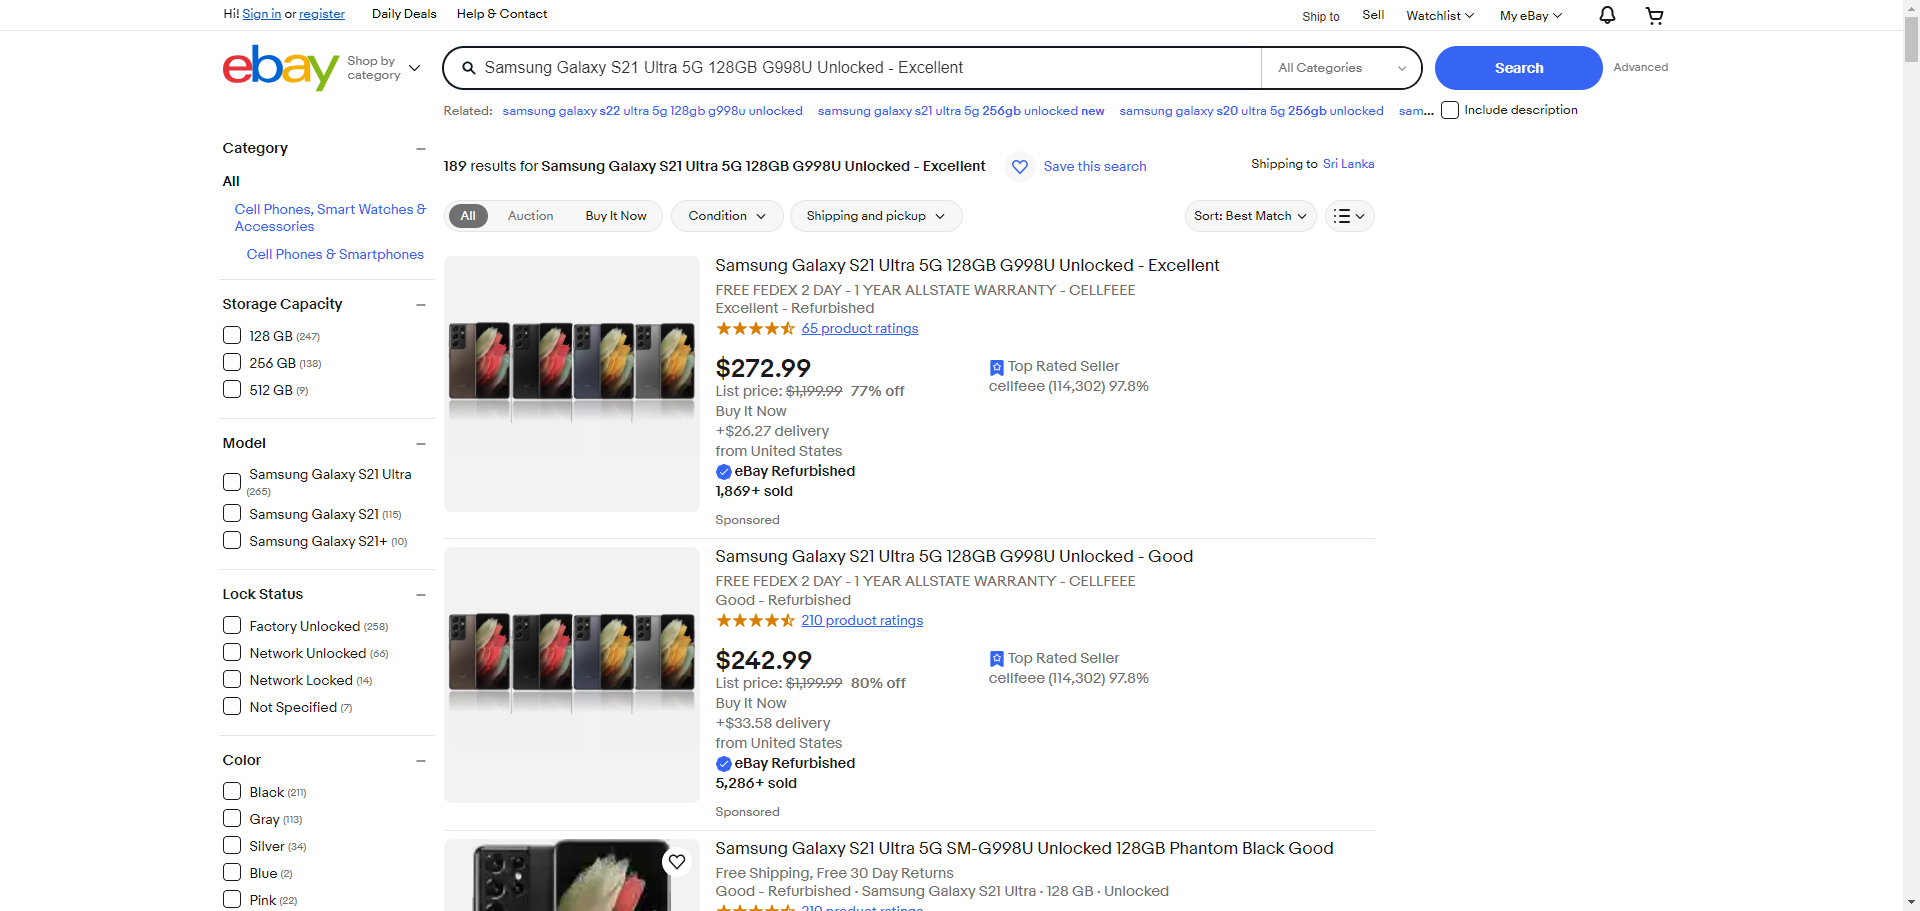 Hi! Sign in or register Daily Deals Help & Contact Ship to Sell Watchlist My eBay
ebay Shop by category Samsung Galaxy S21 Ultra 5G 128GB G998U Unlocked - Excellent All Categories Search Advanced
Related: samsung galaxy s22 ultra 5g 128gb g998u unlocked samsung galaxy s21 ultra 5g 256gb unlocked new samsung galaxy s20 ultra 5g 256gb unlocked sam... Include description
Category
All
Cell Phones, Smart Watches &
Accessories
Cell Phones & Smartphones
Storage Capacity
128 GB (247)
256 GB (138)
512 GB (9)
Model
Samsung Galaxy S21 Ultra
(265)
Samsung Galaxy S21 (115)
Samsung Galaxy S21+ (10)
Lock Status
Factory Unlocked (258)
Network Unlocked (66)
Network Locked (14)
Not Specified (7)
Color
Black (211)
Gray (113)
Silver (34)
Blue (2)
Pink (22)
189 results for Samsung Galaxy S21 Ultra 5G 128GB G998U Unlocked - Excellent Save this search Shipping to Sri Lanka
All Auction Buy It Now Condition Shipping and pickup Sort: Best Match
Samsung Galaxy S21 Ultra 5G 128GB G998U Unlocked - Excellent
FREE FEDEX 2 DAY - 1 YEAR ALLSTATE WARRANTY - CELLFEEE
Excellent - Refurbished
65 product ratings
$272.99
List price: $1,199.99 77% off
Buy It Now
+$26.27 delivery
from United States
eBay Refurbished
1,869+ sold
Sponsored
Top Rated Seller
cellfeee (114,302) 97.8%
Samsung Galaxy S21 Ultra 5G 128GB G998U Unlocked - Good
FREE FEDEX 2 DAY - 1 YEAR ALLSTATE WARRANTY - CELLFEEE
Good - Refurbished
210 product ratings
$242.99
List price: $1,199.99 80% off
Buy It Now
+$33.58 delivery
from United States
eBay Refurbished
5,286+ sold
Sponsored
Top Rated Seller
cellfeee (114,302) 97.8%
Samsung Galaxy S21 Ultra 5G SM-G998U Unlocked 128GB Phantom Black Good
Free Shipping, Free 30 Day Returns
Good - Refurbished · Samsung Galaxy S21 Ultra · 128 GB · Unlocked
210 product ratings